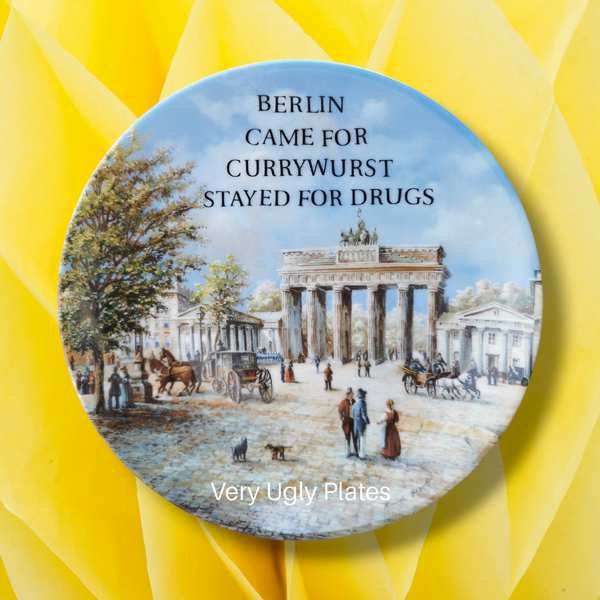 BERLIN
CAME FOR
CURRYWURST
STAYED FOR DRUGS
Very Ugly Plates